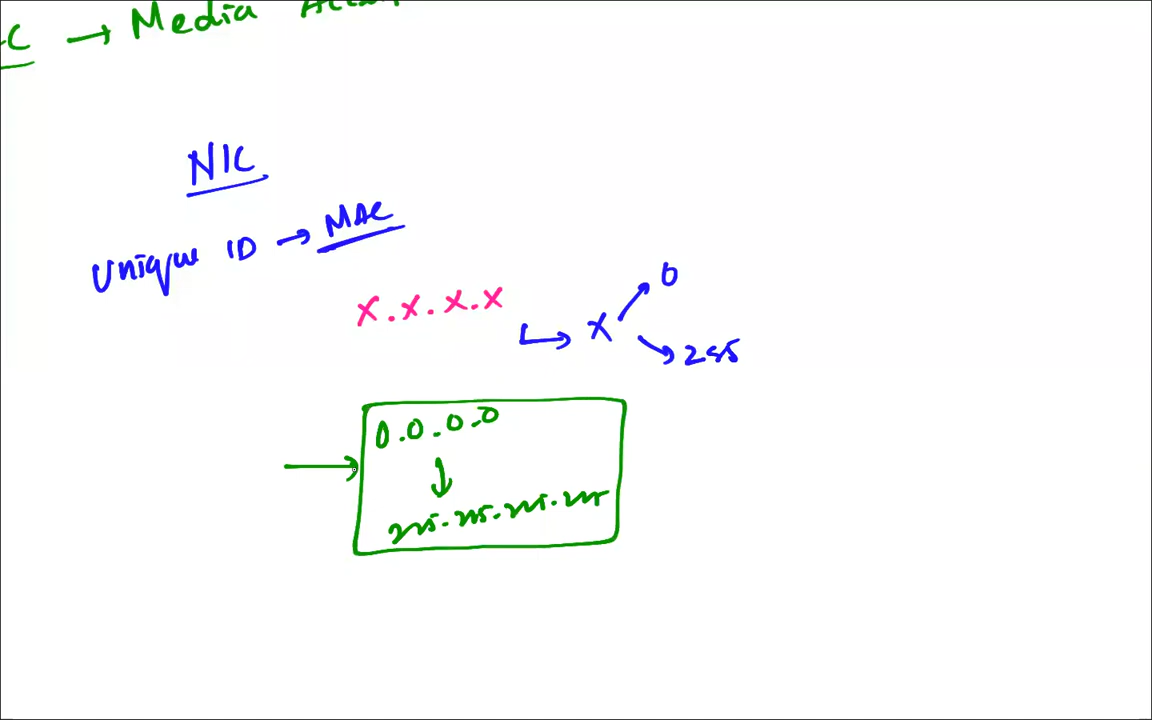 C → Media
NIC
Unique ID → MAC
X.X.X.X
↳ X → 0
→ 255
0.0.0.0
↓
255.255.255.255